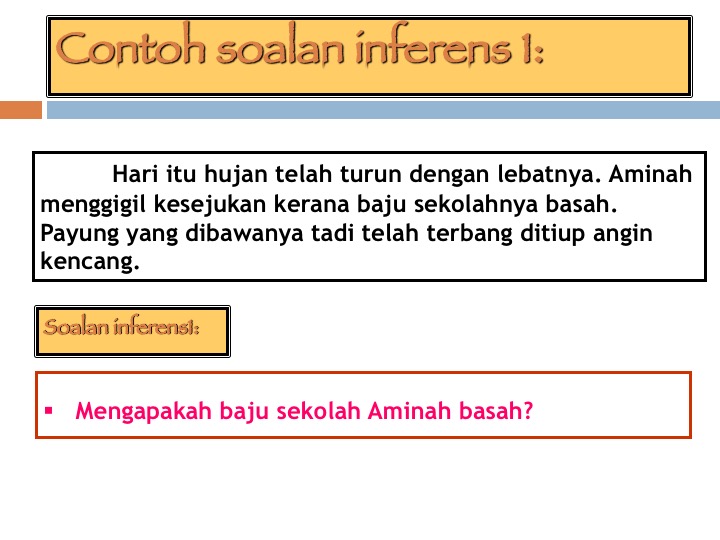 Contoh soalan inferens 1:
Hari itu hujan telah turun dengan lebatnya. Aminah
menggigil kesejukan kerana baju sekolahnya basah.
Payung yang dibawanya tadi telah terbang ditiup angin
kencang.
Soalan inferens1:
▪ Mengapakah baju sekolah Aminah basah?